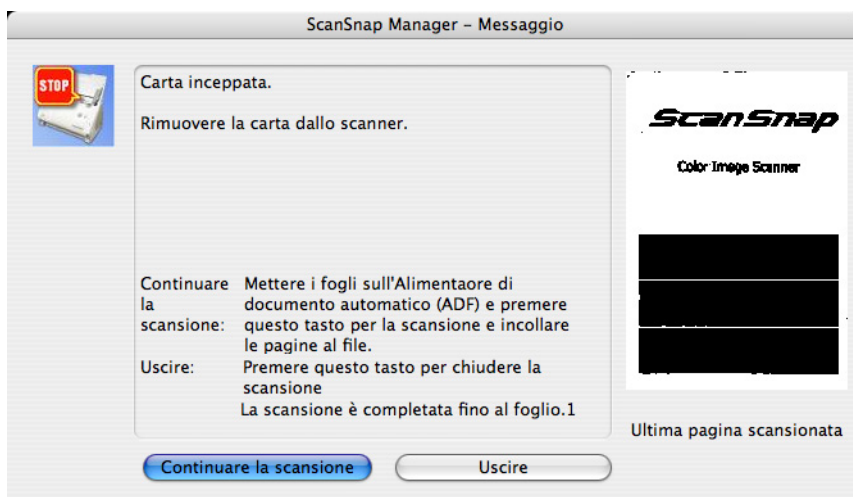 ScanSnap Manager – Messaggio
STOP
Carta inceppata.
Rimuovere la carta dallo scanner.
ScanSnap
Color Image Scanner
Continuare la scansione: Mettere i fogli sull'Alimentaore di
documento automatico (ADF) e premere
questo tasto per la scansione e incollare
le pagine al file.
Uscire: Premere questo tasto per chiudere la
scansione
La scansione è completata fino al foglio.1
Ultima pagina scansionata
Continuare la scansione
Uscire